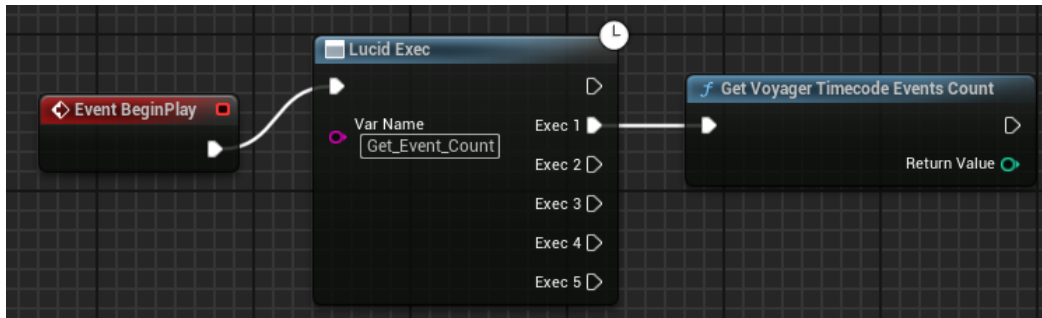 Event BeginPlay
Lucid Exec
Var Name
Get_Event_Count
Exec 1
Exec 2
Exec 3
Exec 4
Exec 5
f Get Voyager Timecode Events Count
Return Value